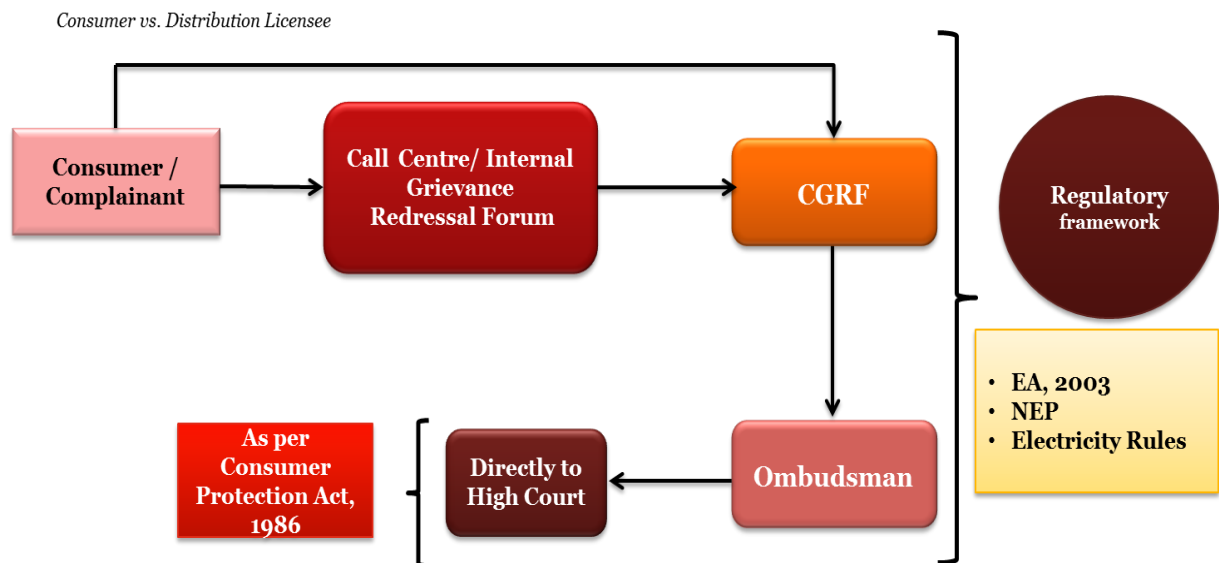 Consumer vs. Distribution Licensee
Consumer /
Complainant
Call Centre/ Internal
Grievance
Redressal Forum
CGRF
Regulatory
framework
• EA, 2003
• NEP
• Electricity Rules
As per
Consumer
Protection Act,
1986
Directly to
High Court
Ombudsman